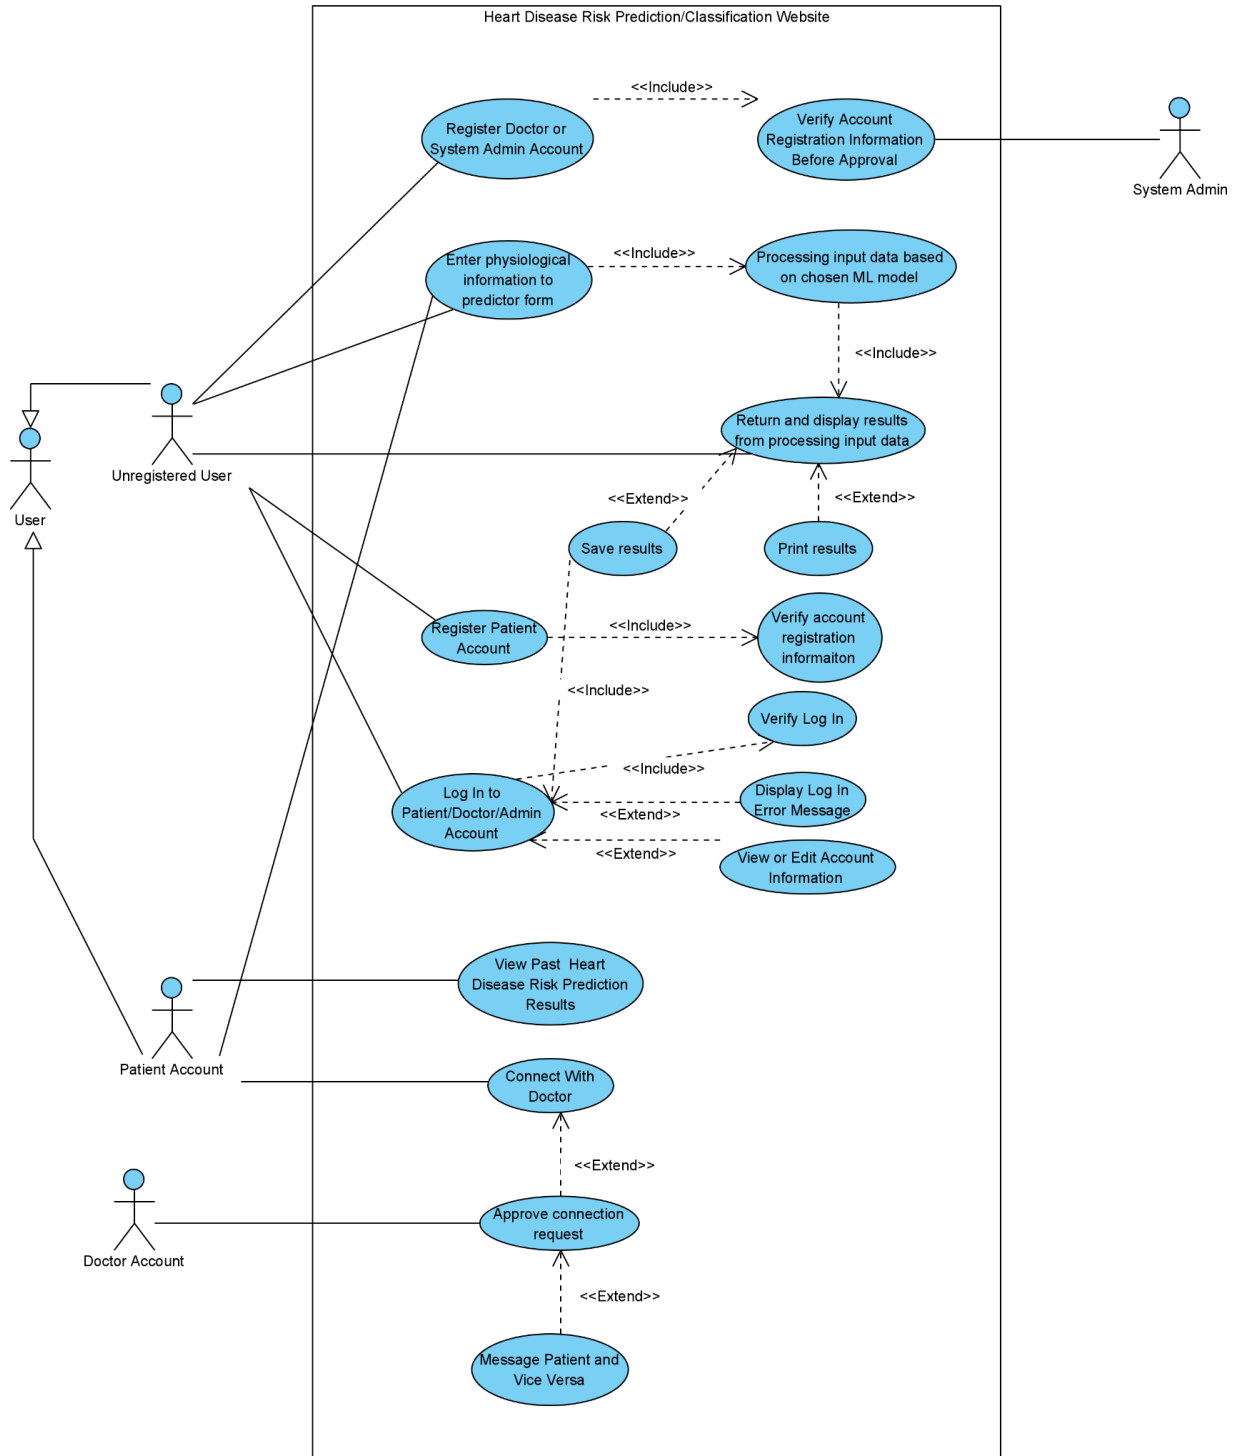 Heart Disease Risk Prediction/Classification Website
<<Include>>
Register Doctor or
System Admin Account
Verify Account
Registration Information
Before Approval
System Admin
Enter physiological
information to
predictor form
<<Include>>
Processing input data based
on chosen ML model
<<Include>>
Unregistered User
User
Return and display results
from processing input data
<<Extend>>
<<Extend>>
Save results
Print results
Register Patient
Account
<<Include>>
Verify account
registration
informaiton
<<Include>>
Verify Log In
<<Include>>
Log In to
Patient/Doctor/Admin
Account
Display Log In
Error Message
<<Extend>>
<<Extend>>
View or Edit Account
Information
View Past  Heart
Disease Risk Prediction
Results
Patient Account
Connect With
Doctor
<<Extend>>
Approve connection
request
Doctor Account
<<Extend>>
Message Patient and
Vice Versa